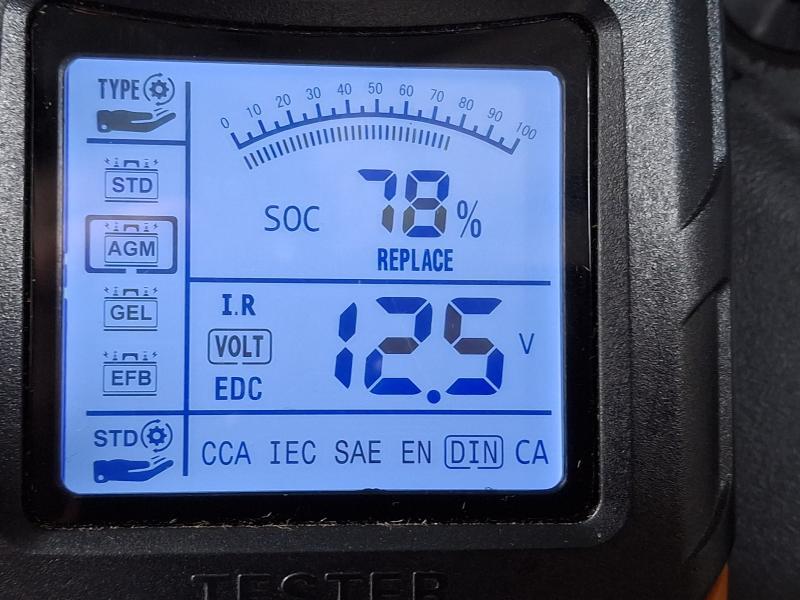 TYPE
0 10 20 30 40 50 60 70 80 90 100
STD
SOC 78%
AGM
REPLACE
GEL
I.R
VOLT 12.5 V
EFB
EDC
STD
CCA IEC SAE EN DIN CA
TESTER